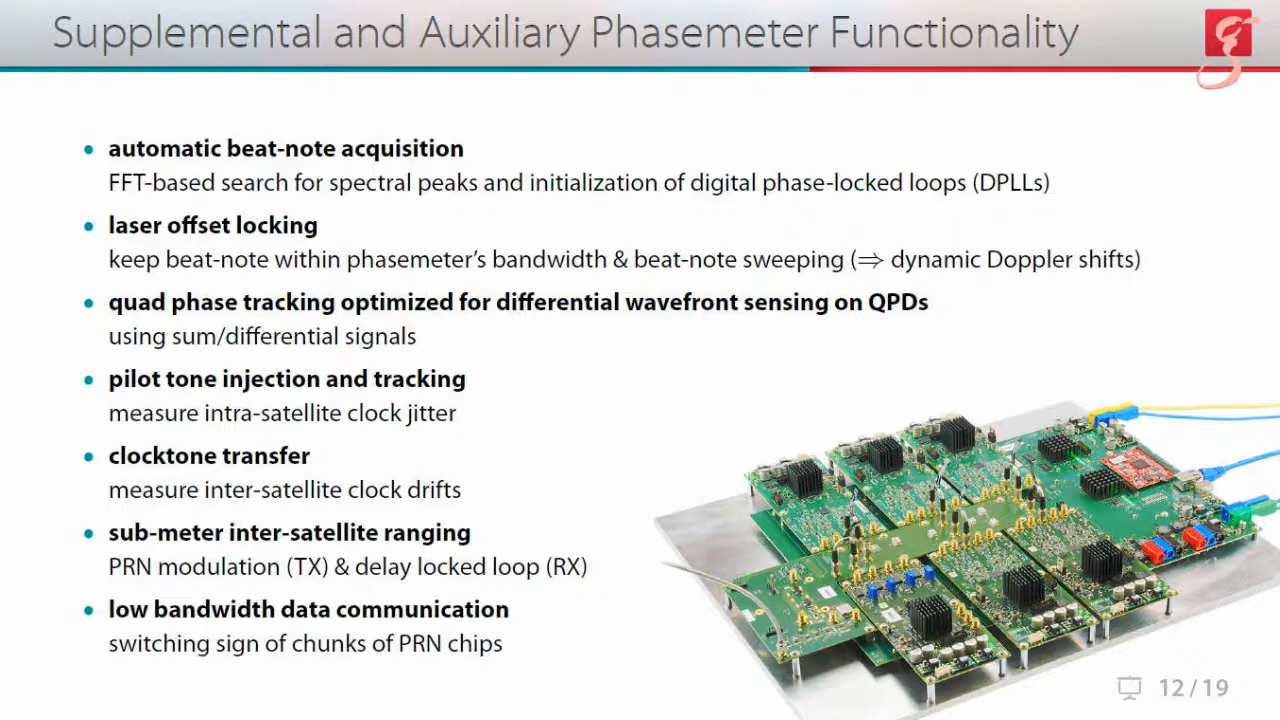 Supplemental and Auxiliary Phasemeter Functionality
• automatic beat-note acquisition
FFT-based search for spectral peaks and initialization of digital phase-locked loops (DPLLs)
• laser offset locking
keep beat-note within phasemeter's bandwidth & beat-note sweeping (⇒ dynamic Doppler shifts)
• quad phase tracking optimized for differential wavefront sensing on QPDs
using sum/differential signals
• pilot tone injection and tracking
measure intra-satellite clock jitter
• clocktone transfer
measure inter-satellite clock drifts
• sub-meter inter-satellite ranging
PRN modulation (TX) & delay locked loop (RX)
• low bandwidth data communication
switching sign of chunks of PRN chips
12 / 19